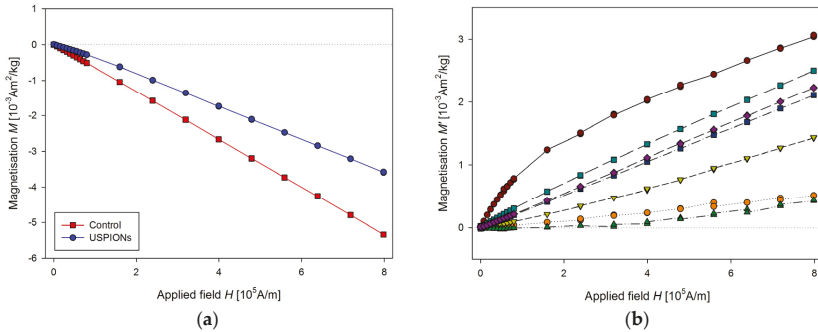 1
0
-1
-2
-3
-4
-5
-6
Magnetisation M [10⁻³Am²/kg]
Control
USPIONs
0 2 4 6 8
Applied field H [10⁵A/m]
(a)
3
2
1
0
Magnetisation M' [10⁻³Am²/kg]
0 2 4 6 8
Applied field H [10⁵A/m]
(b)